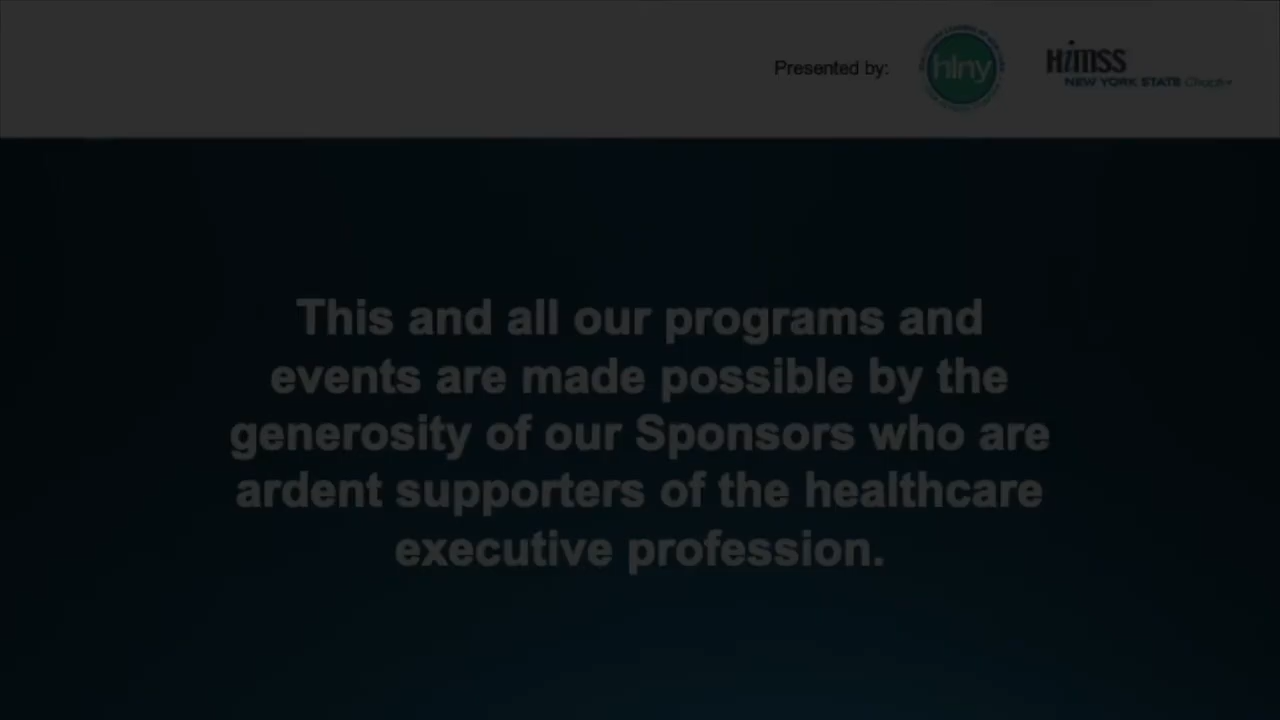 Presented by:
hlny
HiMSS
NEW YORK STATE Chapter
This and all our programs and
events are made possible by the
generosity of our Sponsors who are
ardent supporters of the healthcare
executive profession.